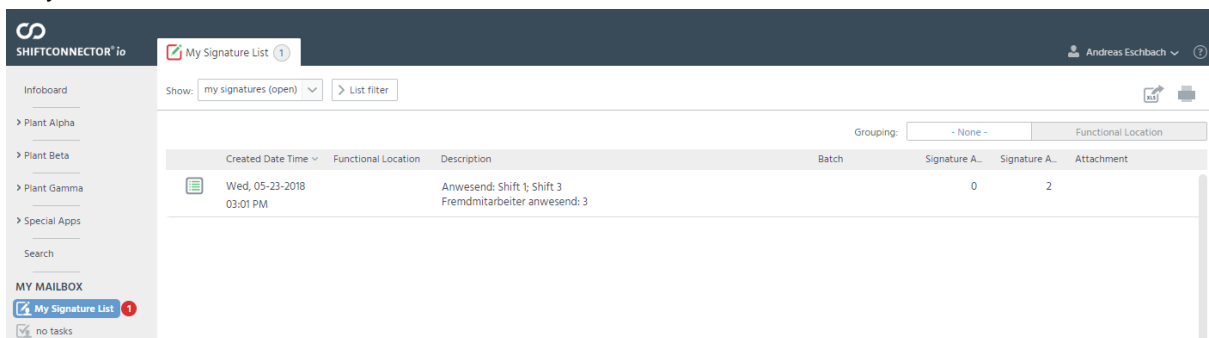 SHIFTCONNECTOR® io
My Signature List 1
Andreas Eschbach
?
Infoboard
Show: my signatures (open) > List filter
XLS
> Plant Alpha
Grouping: - None - Functional Location
> Plant Beta
Created Date Time Functional Location Description Batch Signature A... Signature A... Attachment
> Plant Gamma
Wed, 05-23-2018 Anwesend: Shift 1; Shift 3 0 2
03:01 PM Fremdmitarbeiter anwesend: 3
> Special Apps
Search
MY MAILBOX
My Signature List 1
no tasks